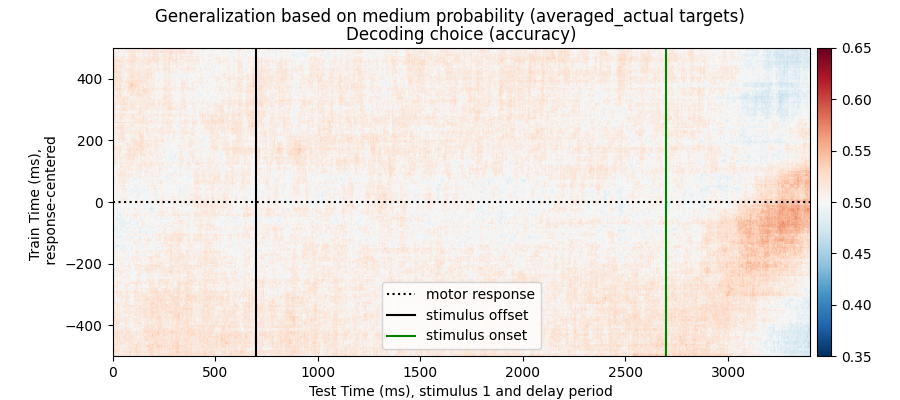 Generalization based on medium probability (averaged_actual targets)
Decoding choice (accuracy)
Train Time (ms),
response-centered
400
200
0
−200
−400
motor response
stimulus offset
stimulus onset
0
500
1000
1500
2000
2500
3000
Test Time (ms), stimulus 1 and delay period
0.65
0.60
0.55
0.50
0.45
0.40
0.35